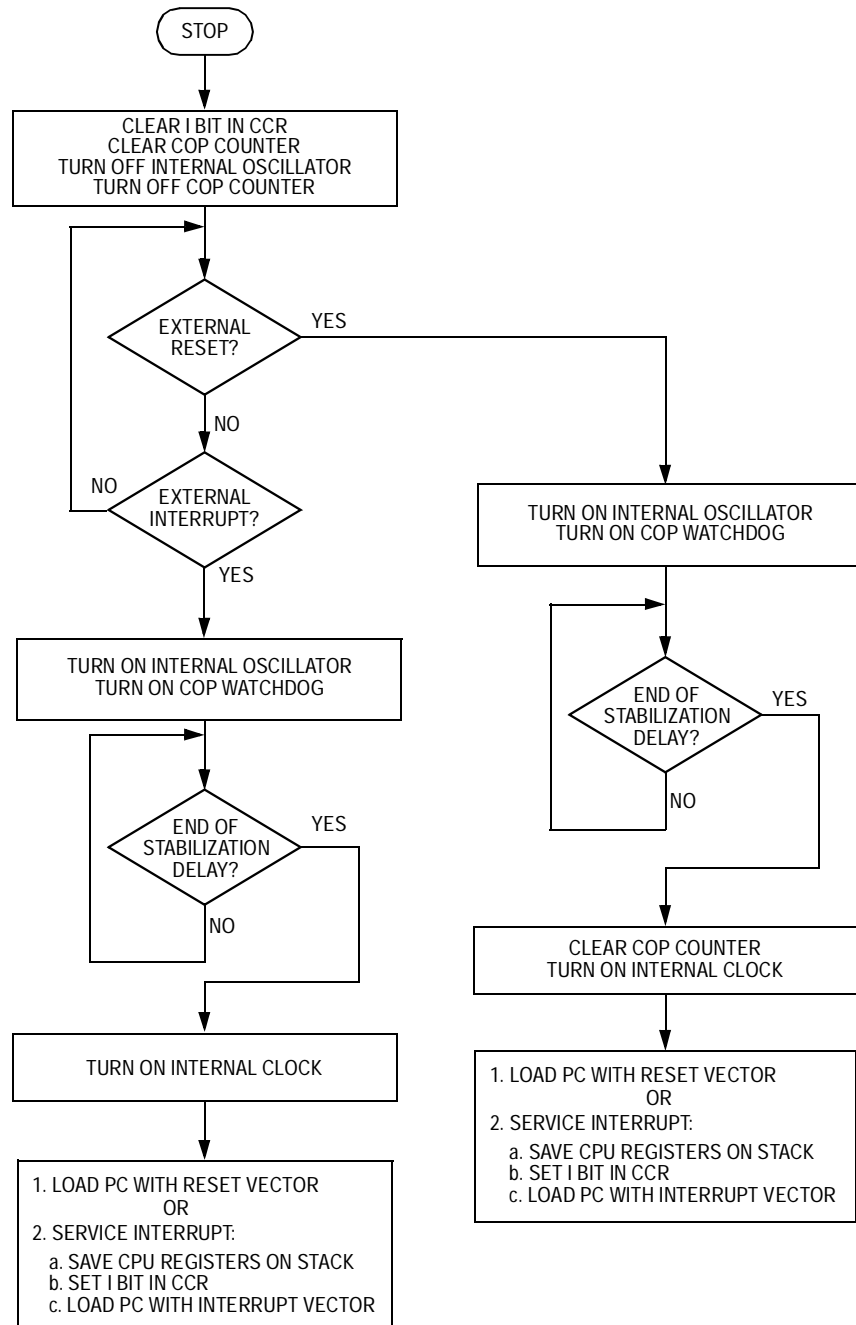 STOP
CLEAR I BIT IN CCR
CLEAR COP COUNTER
TURN OFF INTERNAL OSCILLATOR
TURN OFF COP COUNTER
EXTERNAL
RESET?
YES
NO
EXTERNAL
INTERRUPT?
NO
YES
TURN ON INTERNAL OSCILLATOR
TURN ON COP WATCHDOG
END OF
STABILIZATION
DELAY?
YES
NO
TURN ON INTERNAL CLOCK
1. LOAD PC WITH RESET VECTOR
OR
2. SERVICE INTERRUPT:
a. SAVE CPU REGISTERS ON STACK
b. SET I BIT IN CCR
c. LOAD PC WITH INTERRUPT VECTOR
TURN ON INTERNAL OSCILLATOR
TURN ON COP WATCHDOG
END OF
STABILIZATION
DELAY?
YES
NO
CLEAR COP COUNTER
TURN ON INTERNAL CLOCK
1. LOAD PC WITH RESET VECTOR
OR
2. SERVICE INTERRUPT:
a. SAVE CPU REGISTERS ON STACK
b. SET I BIT IN CCR
c. LOAD PC WITH INTERRUPT VECTOR